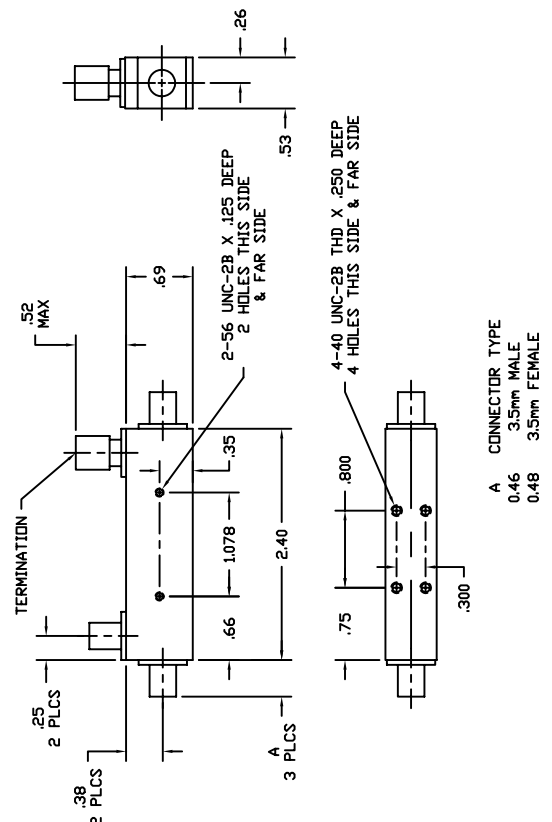 .26
.53
.52
MAX
.69
TERMINATION
2-56 UNC-2B X .125 DEEP
2 HOLES THIS SIDE
& FAR SIDE
.35
1.078
2.40
.66
.25
2 PLCS
.38
2 PLCS
A
3 PLCS
4-40 UNC-2B THD X .250 DEEP
4 HOLES THIS SIDE & FAR SIDE
.800
.75
.300
A CONNECTOR TYPE
0.46 3.5mm MALE
0.48 3.5mm FEMALE